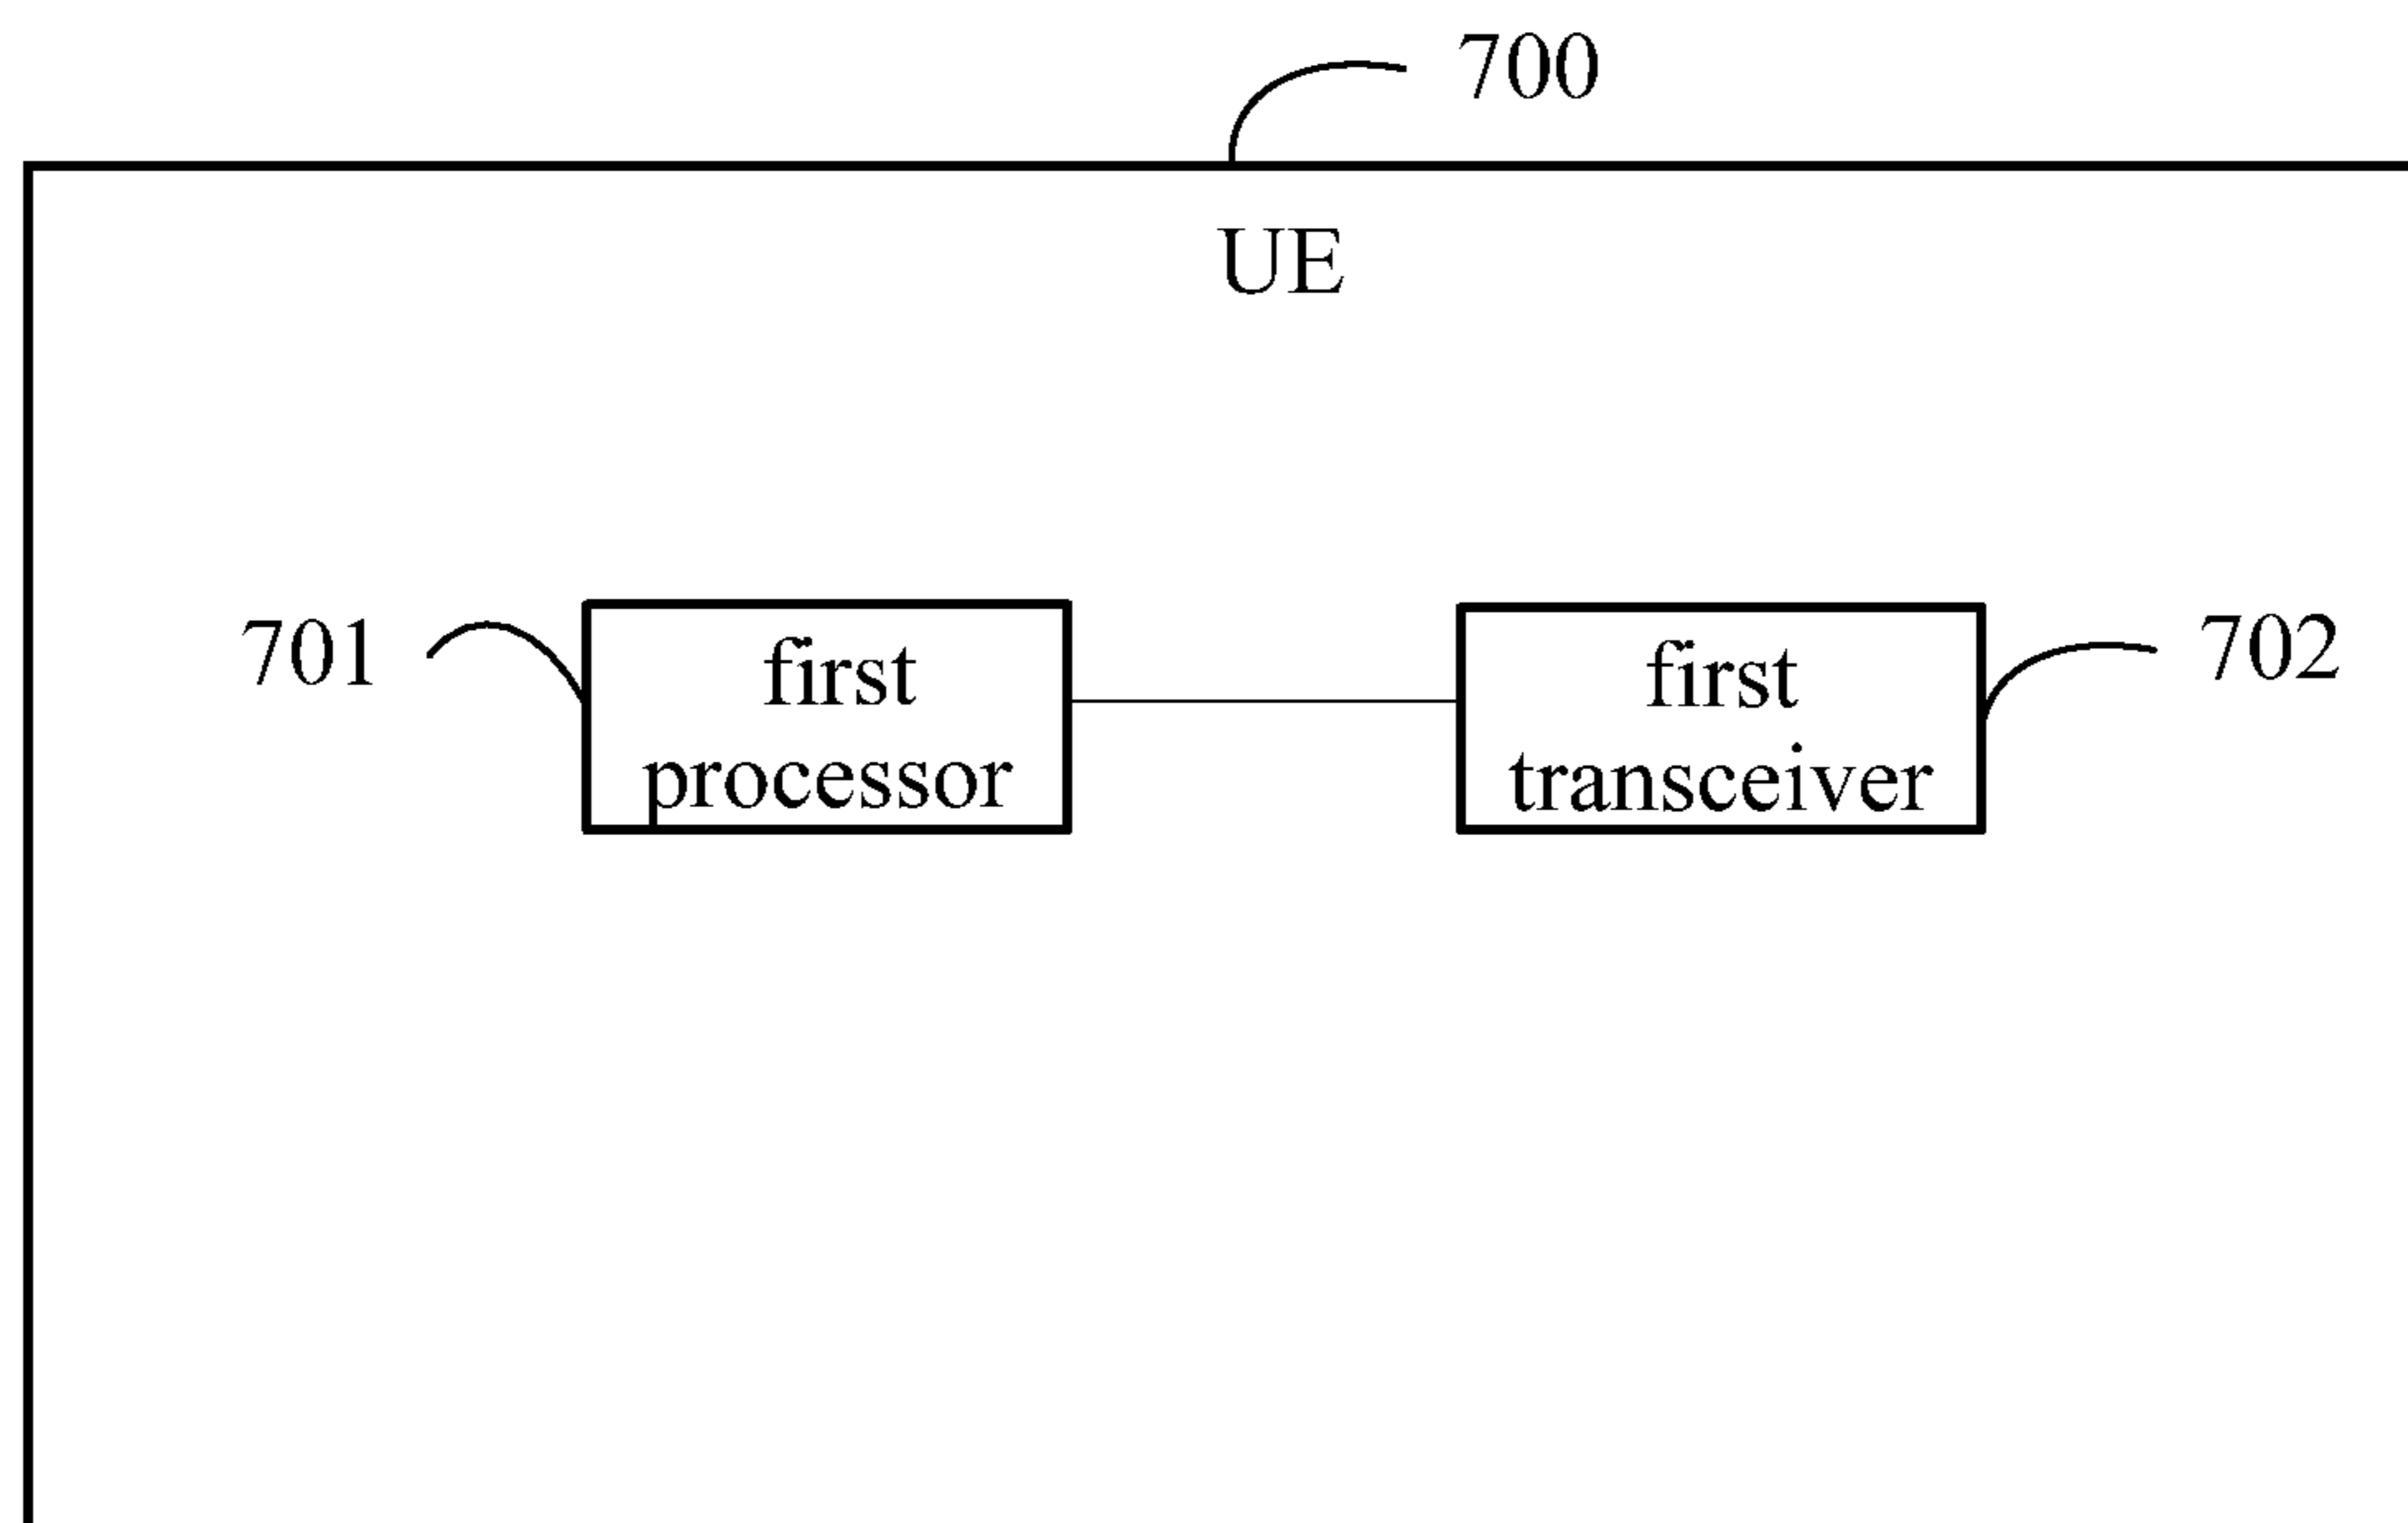 700
UE
701
first
processor
first
transceiver
702